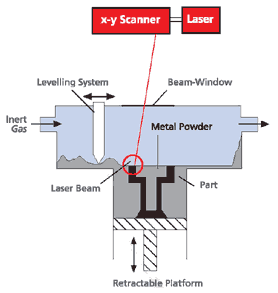 x-y Scanner
Laser
Levelling System
Beam-Window
Inert
Gas
Metal Powder
Laser Beam
Part
Retractable Platform